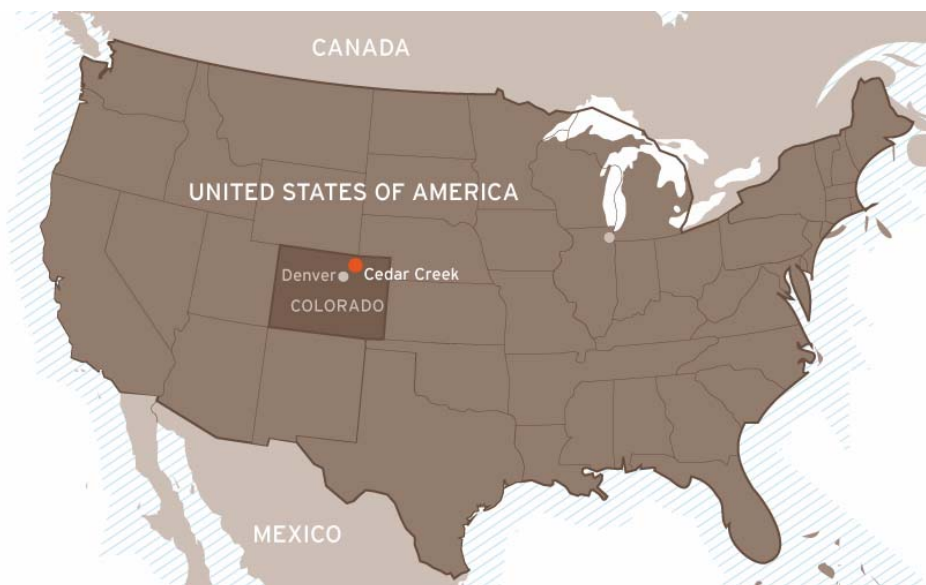 CANADA
UNITED STATES OF AMERICA
Denver
Cedar Creek
COLORADO
MEXICO